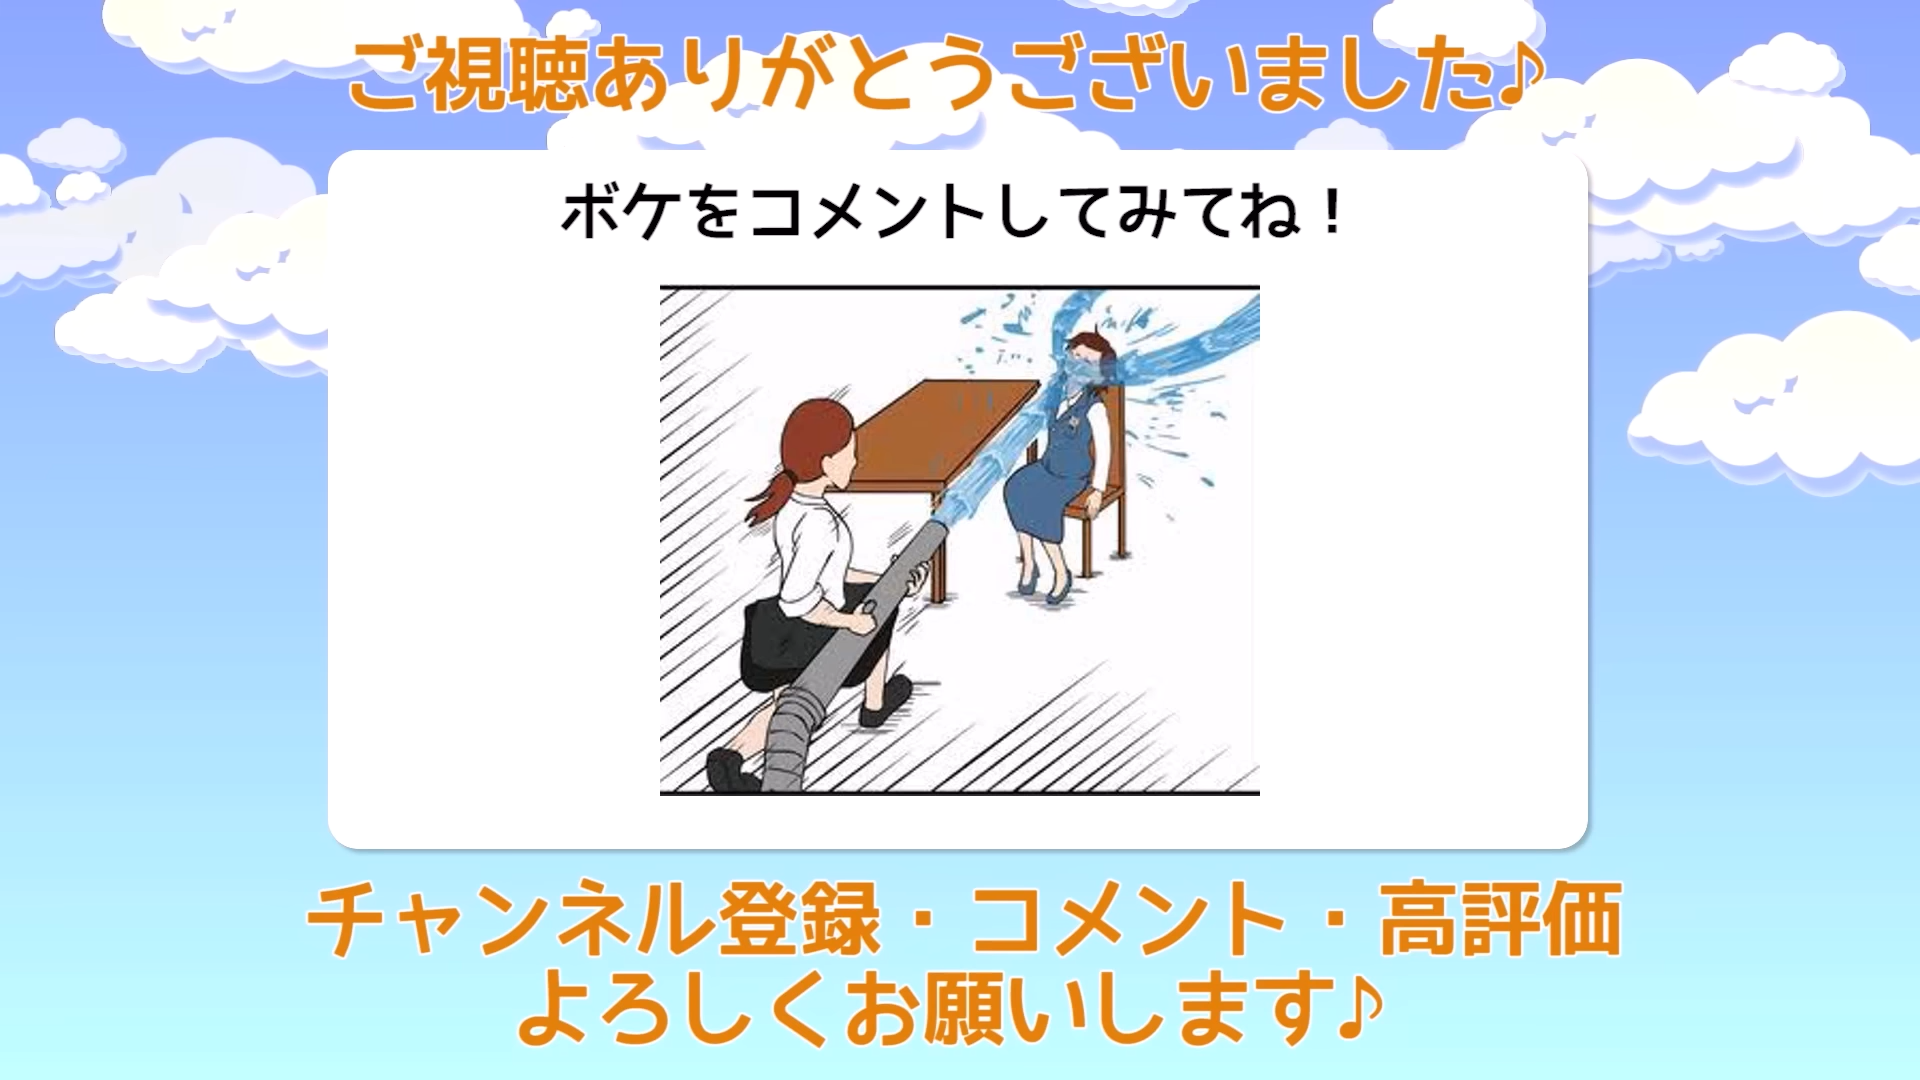 ご視聴ありがとうございました♪
ボケをコメントしてみてね！
チャンネル登録・コメント・高評価
よろしくお願いします♪